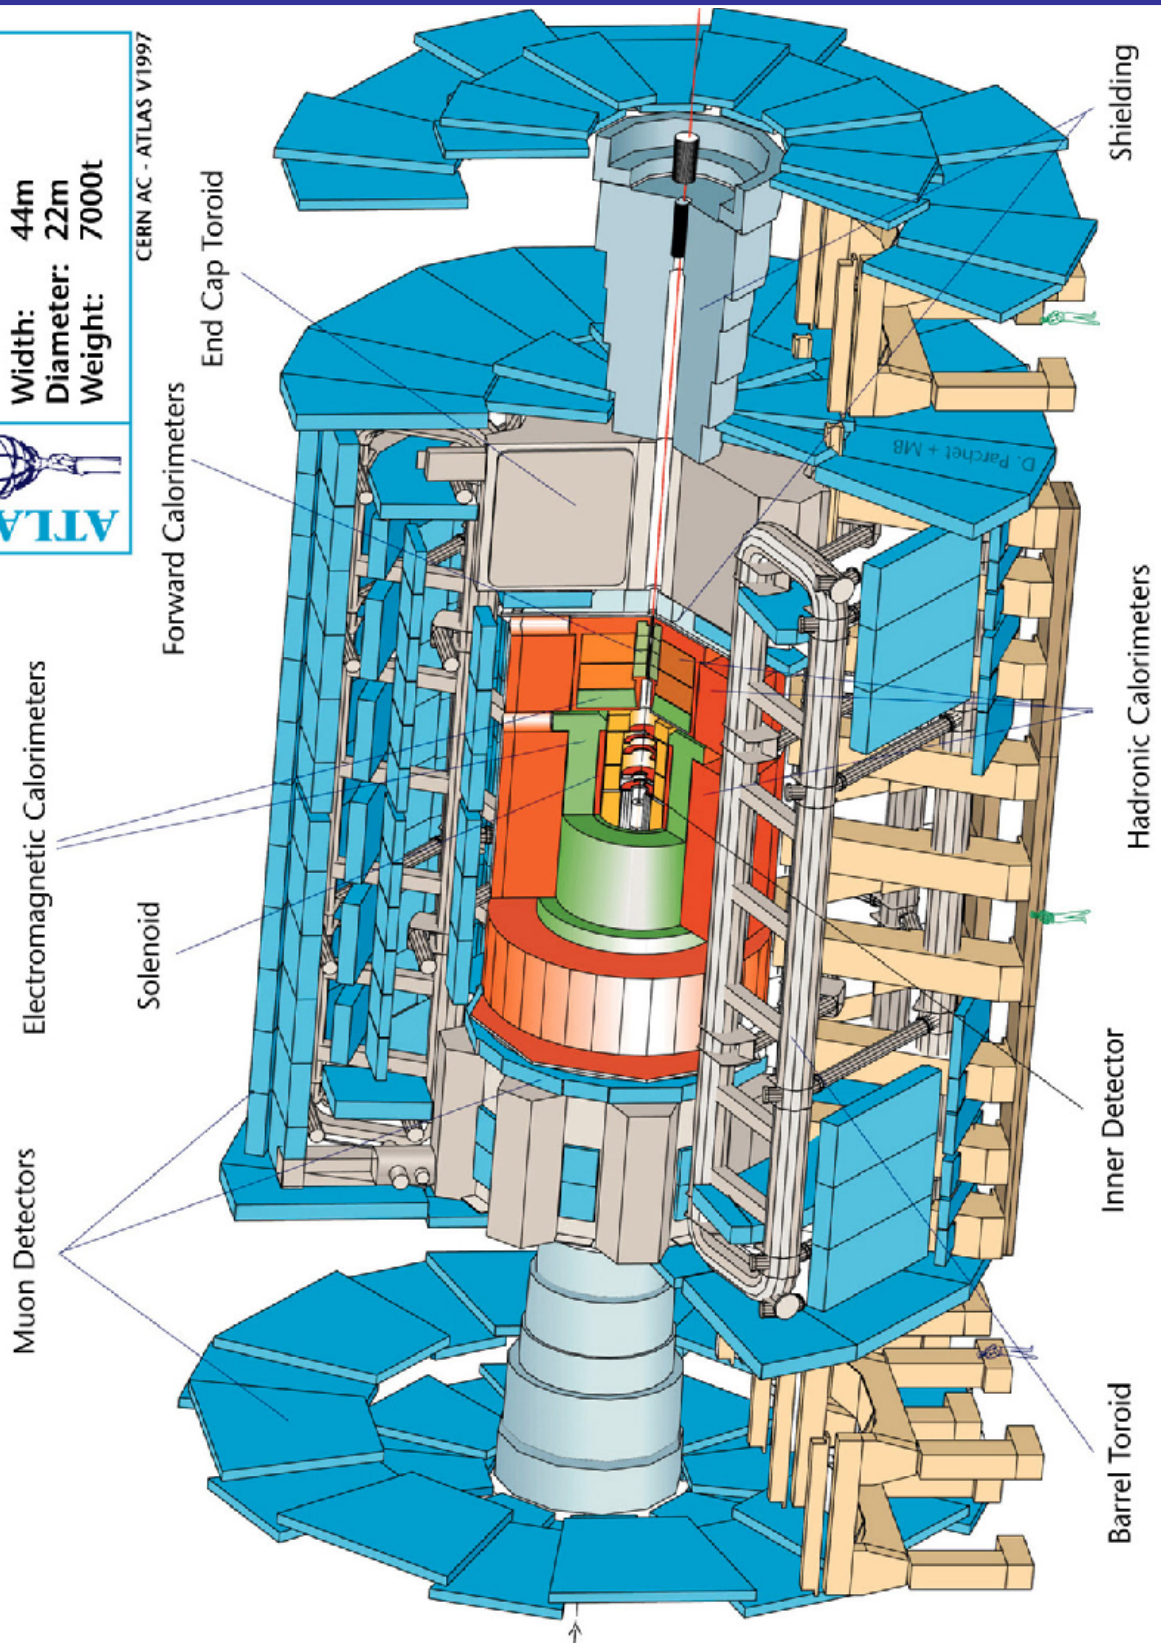 ATLA
Width: 44m
Diameter: 22m
Weight: 7000t
CERN AC - ATLAS V1997
Muon Detectors
Electromagnetic Calorimeters
Solenoid
Forward Calorimeters
End Cap Toroid
Barrel Toroid
Inner Detector
Hadronic Calorimeters
Shielding
D. Parchet + MB